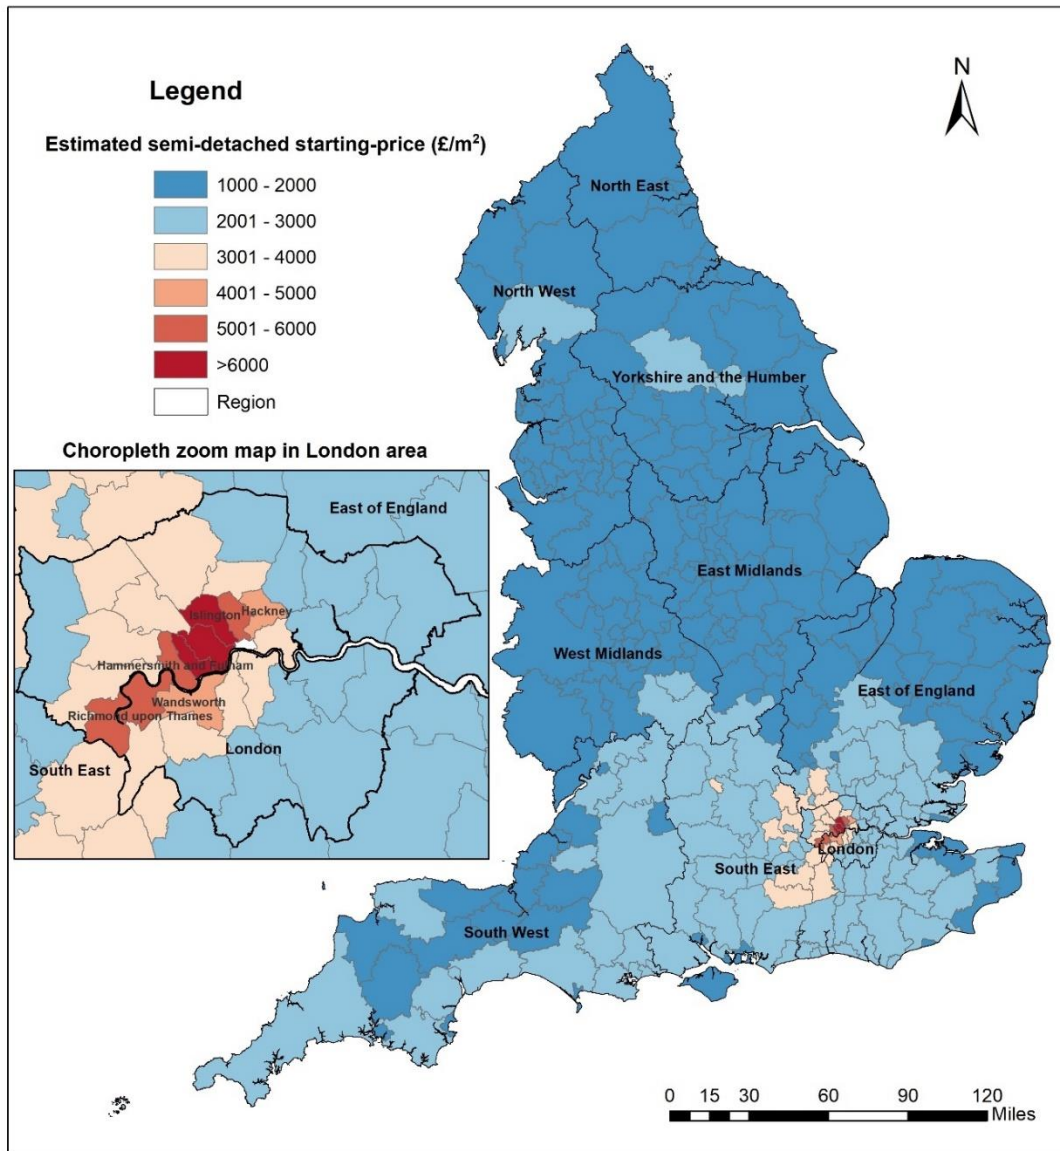 Legend
Estimated semi-detached starting-price (£/m²)
1000 - 2000
2001 - 3000
3001 - 4000
4001 - 5000
5001 - 6000
>6000
Region
N
North East
North West
Yorkshire and the Humber
East Midlands
West Midlands
East of England
London
South East
South West
Choropleth zoom map in London area
East of England
Islington
Hackney
Hammersmith and Fulham
Wandsworth
Richmond upon Thames
London
South East
0 15 30 60 90 120
Miles